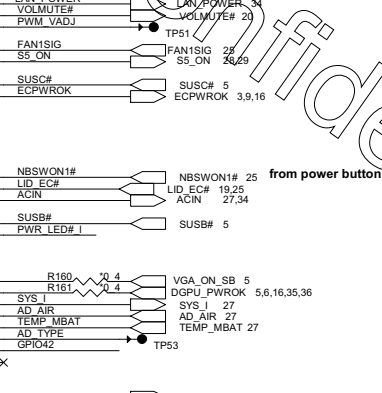 LAN_POWER LAN_POWER 34
VOLMUTE# VOLMUTE# 20
PWM_VADJ
TP51
FAN1SIG FAN1SIG 25
S5_ON S5_ON 28,29
SUSC# SUSC# 5
ECPWROK ECPWROK 3,9,16
NBSWON1# NBSWON1# 25 from power button
LID_EC# LID_EC# 19,25
ACIN ACIN 27,34
SUSB# SUSB# 5
PWR_LED#_I
R160 *0_4 VGA_ON_SB 5
R161 *0_4 DGPU_PWROK 5,6,16,35,36
SYS_I SYS_I 27
AD_AIR AD_AIR 27
TEMP_MBAT TEMP_MBAT 27
AD_TYPE
TP53
GPIO42